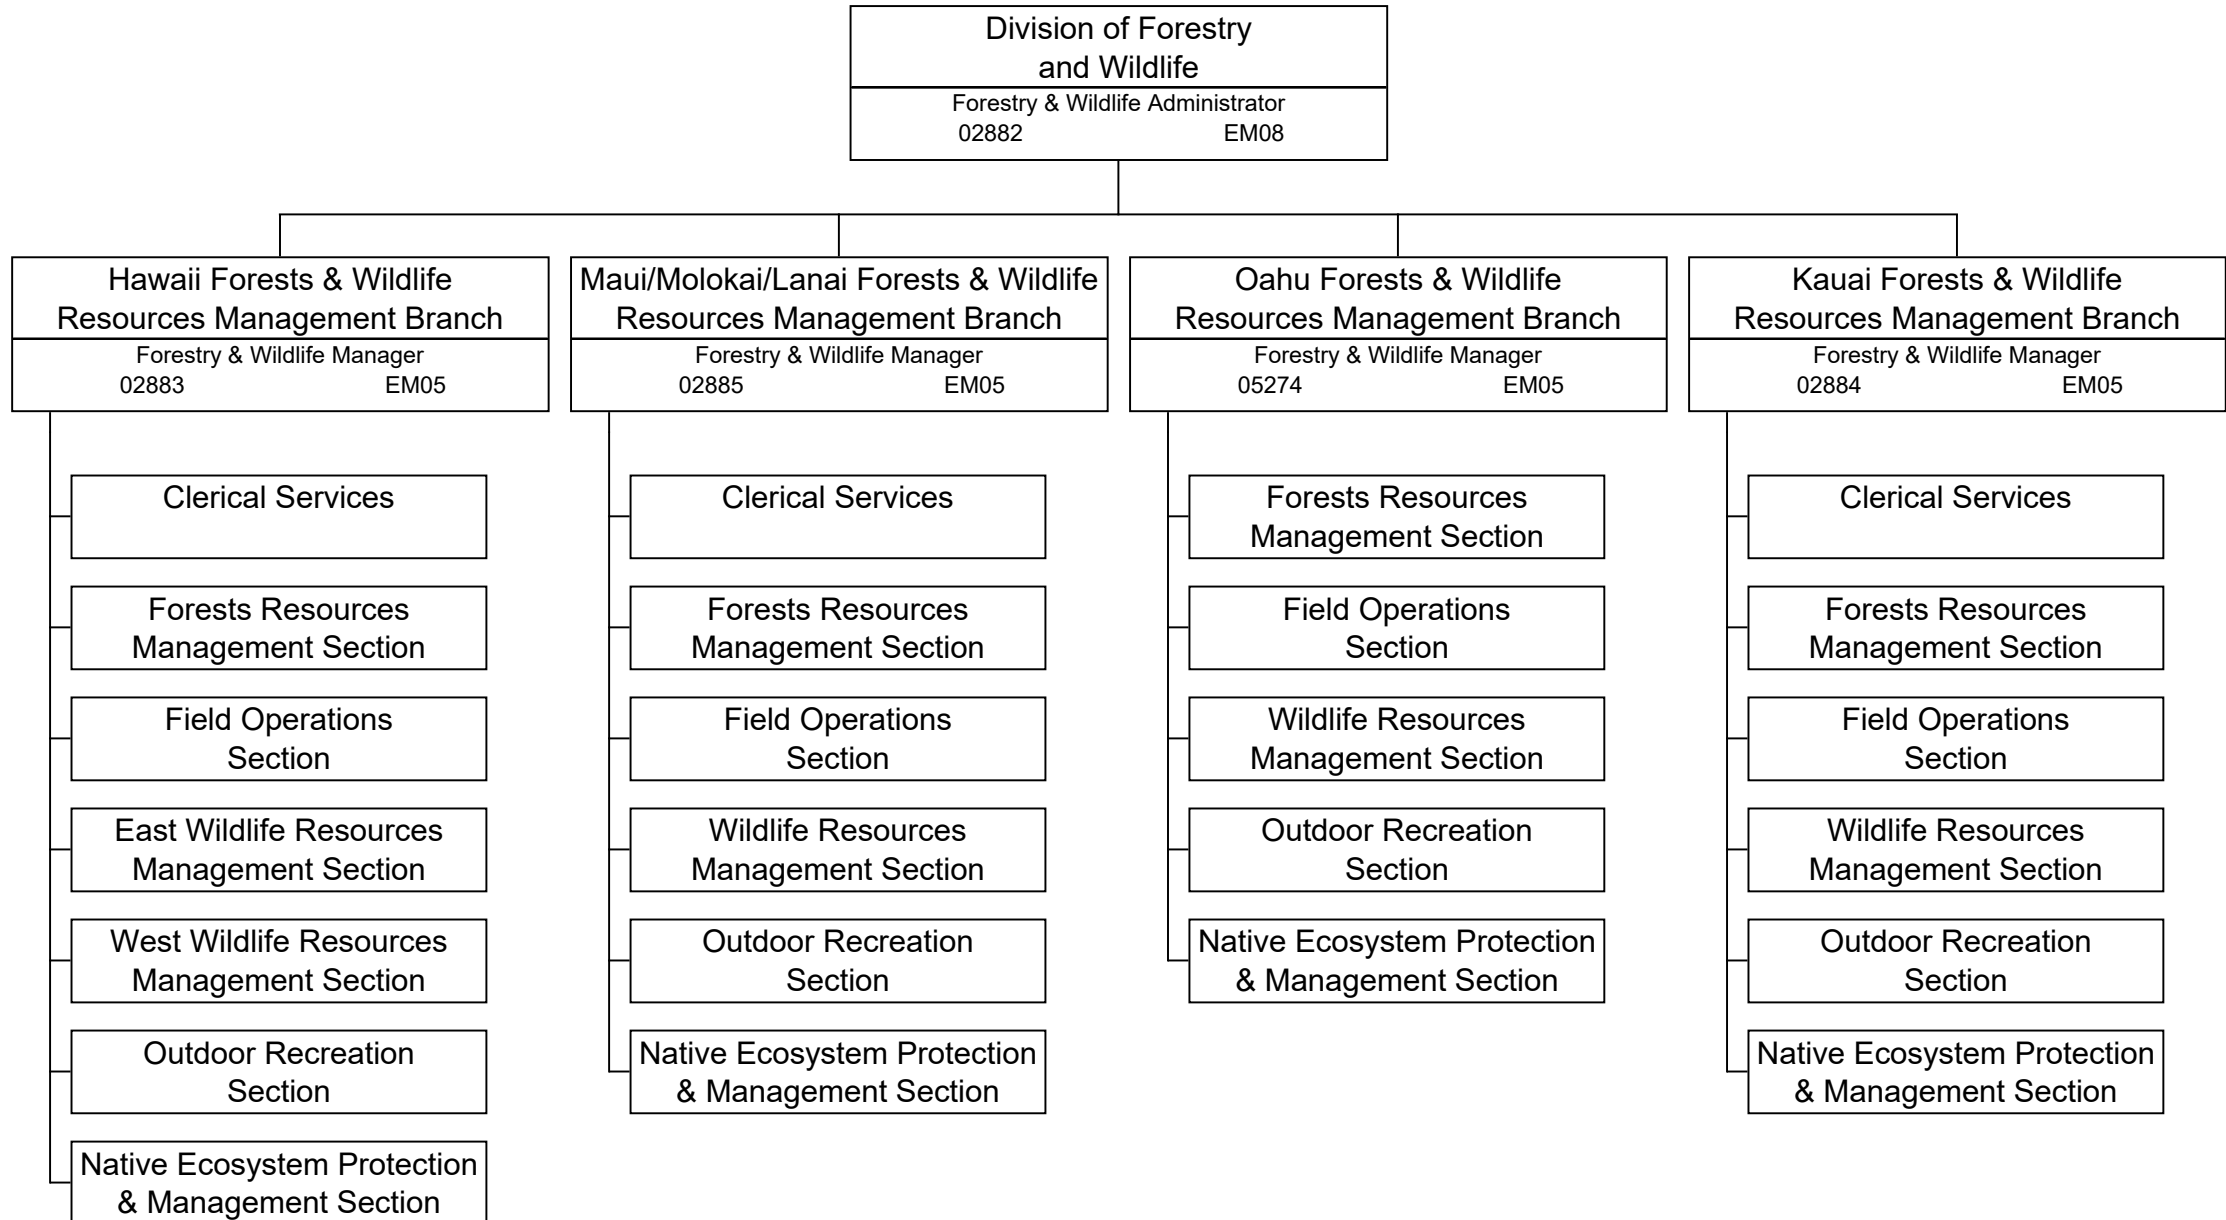 Division of Forestry
and Wildlife
Forestry & Wildlife Administrator
02882 EM08
Hawaii Forests & Wildlife
Resources Management Branch
Forestry & Wildlife Manager
02883 EM05
Clerical Services
Forests Resources
Management Section
Field Operations
Section
East Wildlife Resources
Management Section
West Wildlife Resources
Management Section
Outdoor Recreation
Section
Native Ecosystem Protection
& Management Section
Maui/Molokai/Lanai Forests & Wildlife
Resources Management Branch
Forestry & Wildlife Manager
02885 EM05
Clerical Services
Forests Resources
Management Section
Field Operations
Section
Wildlife Resources
Management Section
Outdoor Recreation
Section
Native Ecosystem Protection
& Management Section
Oahu Forests & Wildlife
Resources Management Branch
Forestry & Wildlife Manager
05274 EM05
Forests Resources
Management Section
Field Operations
Section
Wildlife Resources
Management Section
Outdoor Recreation
Section
Native Ecosystem Protection
& Management Section
Kauai Forests & Wildlife
Resources Management Branch
Forestry & Wildlife Manager
02884 EM05
Clerical Services
Forests Resources
Management Section
Field Operations
Section
Wildlife Resources
Management Section
Outdoor Recreation
Section
Native Ecosystem Protection
& Management Section